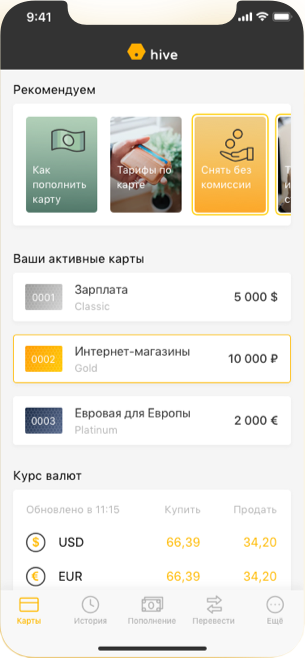 9:41
hive
Рекомендуем
Как
пополнить
карту
Тарифы по
карте
Снять без
комиссии
Ваши активные карты
0001
Зарплата
Classic
5 000 $
0002
Интернет-магазины
Gold
10 000 ₽
0003
Евровая для Европы
Platinum
2 000 €
Курс валют
Обновлено в 11:15
Купить
Продать
$
USD
66,39
34,20
€
EUR
66,39
34,20
Карты
История
Пополнение
Перевести
Ещё